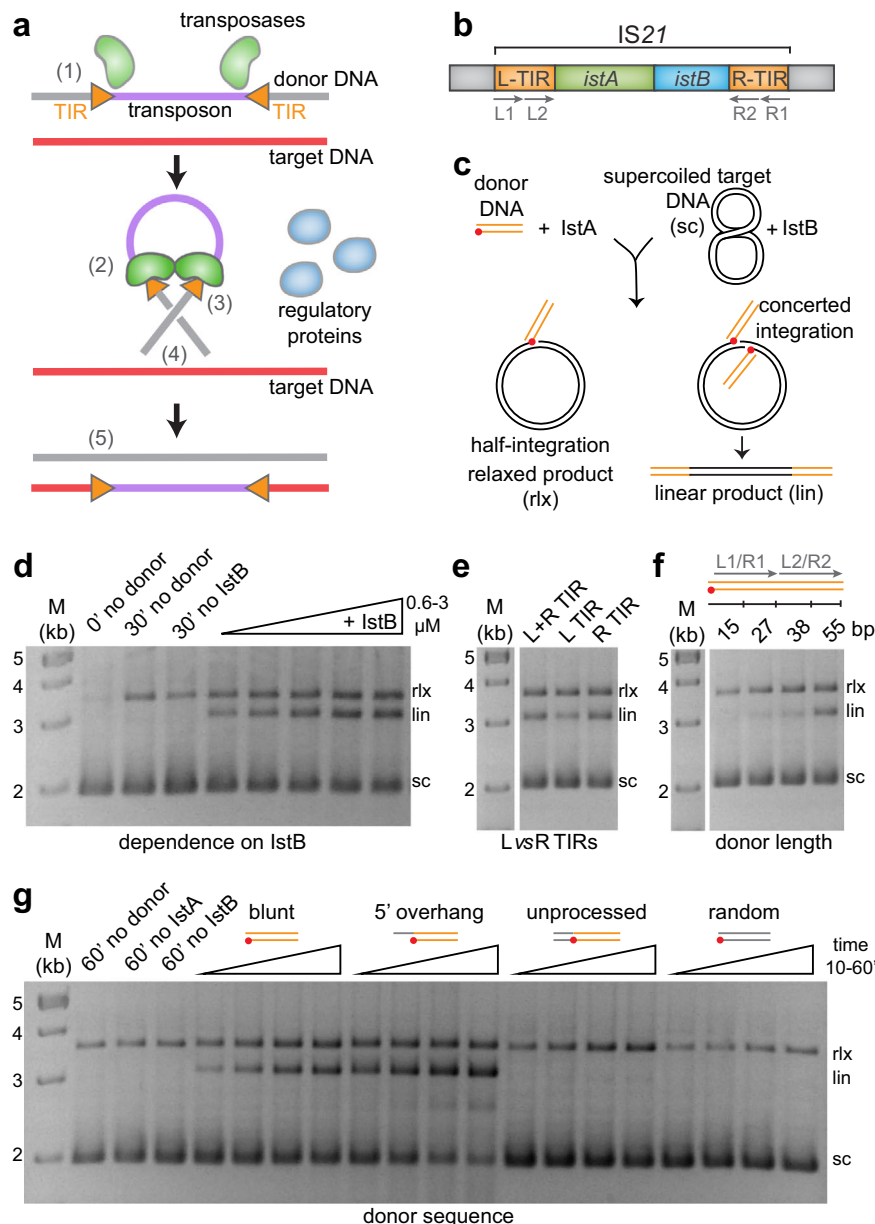 a
transposases
(1)
donor DNA
TIR
transposon
TIR
target DNA
(2)
(3)
regulatory
proteins
(4)
target DNA
(5)
b
IS21
L-TIR istA istB R-TIR
L1 L2 R2 R1
c
donor
DNA
+ IstA
supercoiled target
DNA
(sc)
+ IstB
concerted
integration
half-integration
relaxed product
(rlx)
linear product (lin)
d
M
(kb)
0' no donor
30' no donor
30' no IstB
+ IstB
0.6-3
μM
5
4
3
2
rlx
lin
sc
dependence on IstB
e
M
(kb)
L+R TIR
L TIR
R TIR
5
4
3
2
rlx
lin
sc
LvsR TIRs
f
L1/R1 L2/R2
M
(kb)
15 27 38 55 bp
5
4
3
2
rlx
lin
sc
donor length
g
M
(kb)
60' no donor
60' no IstA
60' no IstB
blunt
5' overhang
unprocessed
random
time
10-60'
5
4
3
2
rlx
lin
sc
donor sequence